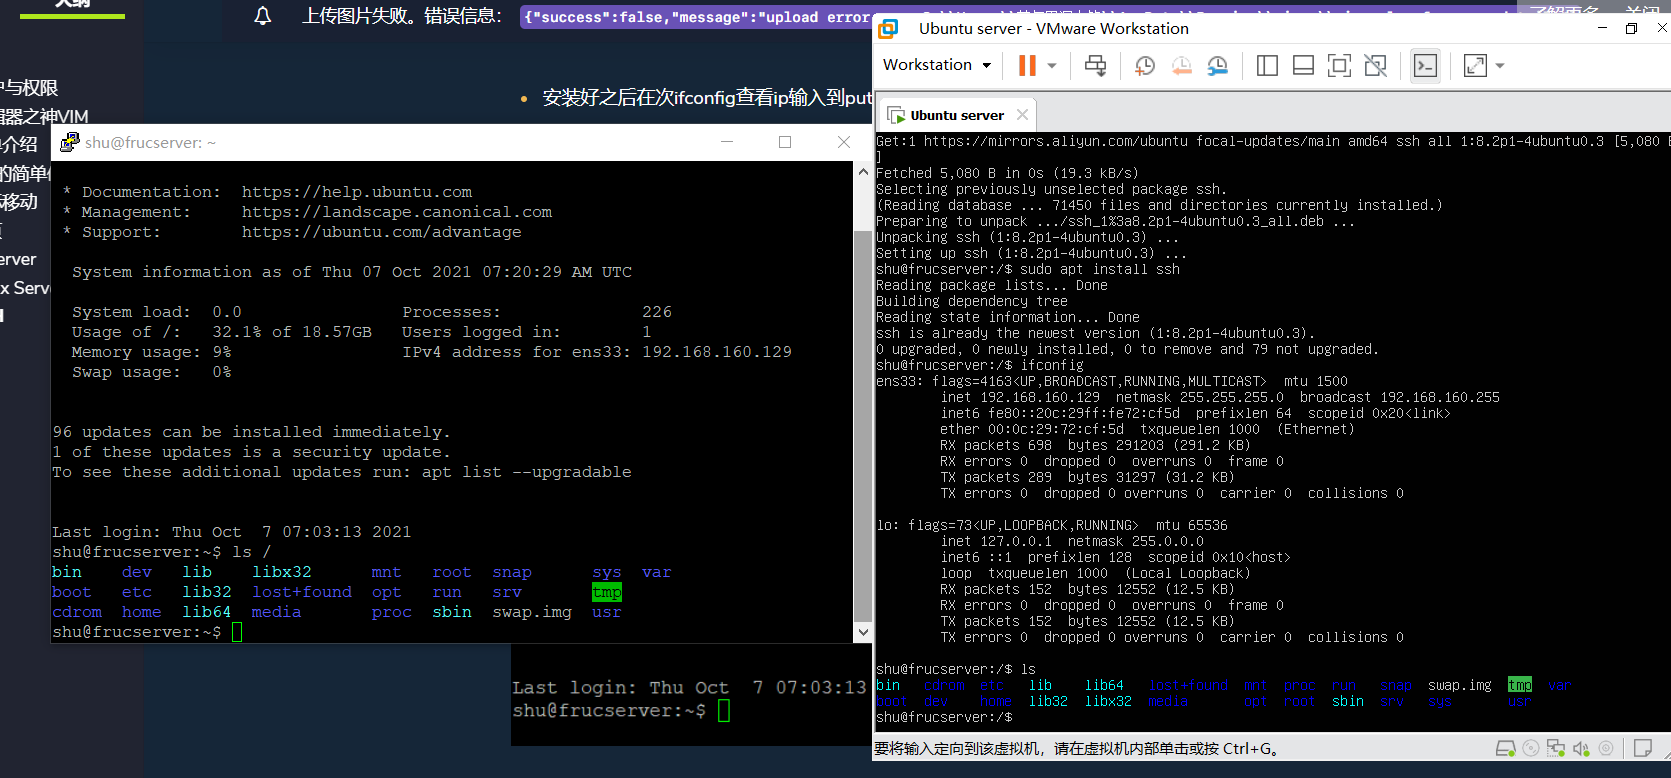 上传图片失败。错误信息：
{"success":false,"message":"upload error
了解更多 关闭
大纲
户与权限
辑器之神VIM
介绍
的简单
移动
erver
x Serv
安装好之后在次ifconfig查看ip输入到put
shu@frucserver: ~
* Documentation:  https://help.ubuntu.com
* Management:     https://landscape.canonical.com
* Support:        https://ubuntu.com/advantage
System information as of Thu 07 Oct 2021 07:20:29 AM UTC
System load:  0.0                Processes:              226
Usage of /:   32.1% of 18.57GB   Users logged in:        1
Memory usage: 9%                 IPv4 address for ens33: 192.168.160.129
Swap usage:   0%
96 updates can be installed immediately.
1 of these updates is a security update.
To see these additional updates run: apt list --upgradable
Last login: Thu Oct  7 07:03:13 2021
shu@frucserver:~$ ls /
bin    dev   lib    libx32      mnt   root  snap      sys  var
boot   etc   lib32  lost+found  opt   run   srv       tmp
cdrom  home  lib64  media       proc  sbin  swap.img  usr
shu@frucserver:~$
Last login: Thu Oct  7 07:03:13
shu@frucserver:~$
Ubuntu server - VMware Workstation
Workstation
Ubuntu server
Get:1 https://mirrors.aliyun.com/ubuntu focal-updates/main amd64 ssh all 1:8.2p1-4ubuntu0.3 [5,080 B
]
Fetched 5,080 B in 0s (19.3 kB/s)
Selecting previously unselected package ssh.
(Reading database ... 71450 files and directories currently installed.)
Preparing to unpack .../ssh_1%3a8.2p1-4ubuntu0.3_all.deb ...
Unpacking ssh (1:8.2p1-4ubuntu0.3) ...
Setting up ssh (1:8.2p1-4ubuntu0.3) ...
shu@frucserver:/$ sudo apt install ssh
Reading package lists... Done
Building dependency tree
Reading state information... Done
ssh is already the newest version (1:8.2p1-4ubuntu0.3).
0 upgraded, 0 newly installed, 0 to remove and 79 not upgraded.
shu@frucserver:/$ ifconfig
ens33: flags=4163<UP,BROADCAST,RUNNING,MULTICAST>  mtu 1500
inet 192.168.160.129  netmask 255.255.255.0  broadcast 192.168.160.255
inet6 fe80::20c:29ff:fe72:cf5d  prefixlen 64  scopeid 0x20<link>
ether 00:0c:29:72:cf:5d  txqueuelen 1000  (Ethernet)
RX packets 698  bytes 291203 (291.2 KB)
RX errors 0  dropped 0  overruns 0  frame 0
TX packets 289  bytes 31297 (31.2 KB)
TX errors 0  dropped 0 overruns 0  carrier 0  collisions 0
lo: flags=73<UP,LOOPBACK,RUNNING>  mtu 65536
inet 127.0.0.1  netmask 255.0.0.0
inet6 ::1  prefixlen 128  scopeid 0x10<host>
loop  txqueuelen 1000  (Local Loopback)
RX packets 152  bytes 12552 (12.5 KB)
RX errors 0  dropped 0  overruns 0  frame 0
TX packets 152  bytes 12552 (12.5 KB)
TX errors 0  dropped 0 overruns 0  carrier 0  collisions 0
shu@frucserver:/$ ls
bin   cdrom  etc   lib    lib64   lost+found  mnt  proc  run   snap  swap.img  tmp  var
boot  dev    home  lib32  libx32  media       opt  root  sbin  srv   sys       usr
shu@frucserver:/$
要将输入定向到该虚拟机，请在虚拟机内部单击或按 Ctrl+G。